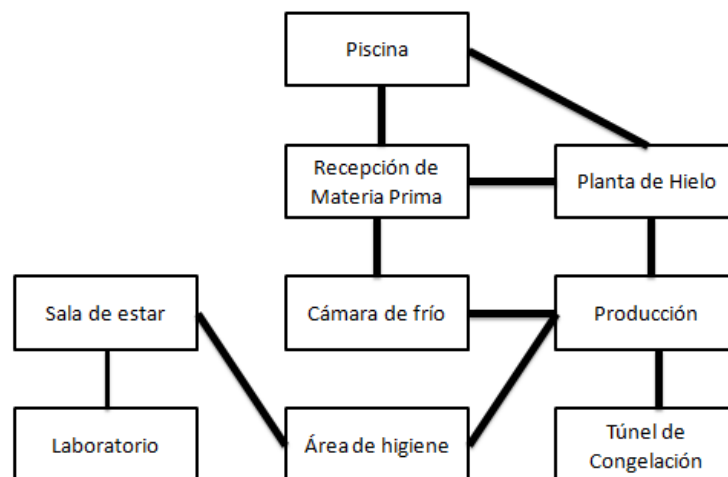 Piscina
Recepción de
Materia Prima
Planta de Hielo
Sala de estar
Cámara de frío
Producción
Laboratorio
Área de higiene
Túnel de
Congelación